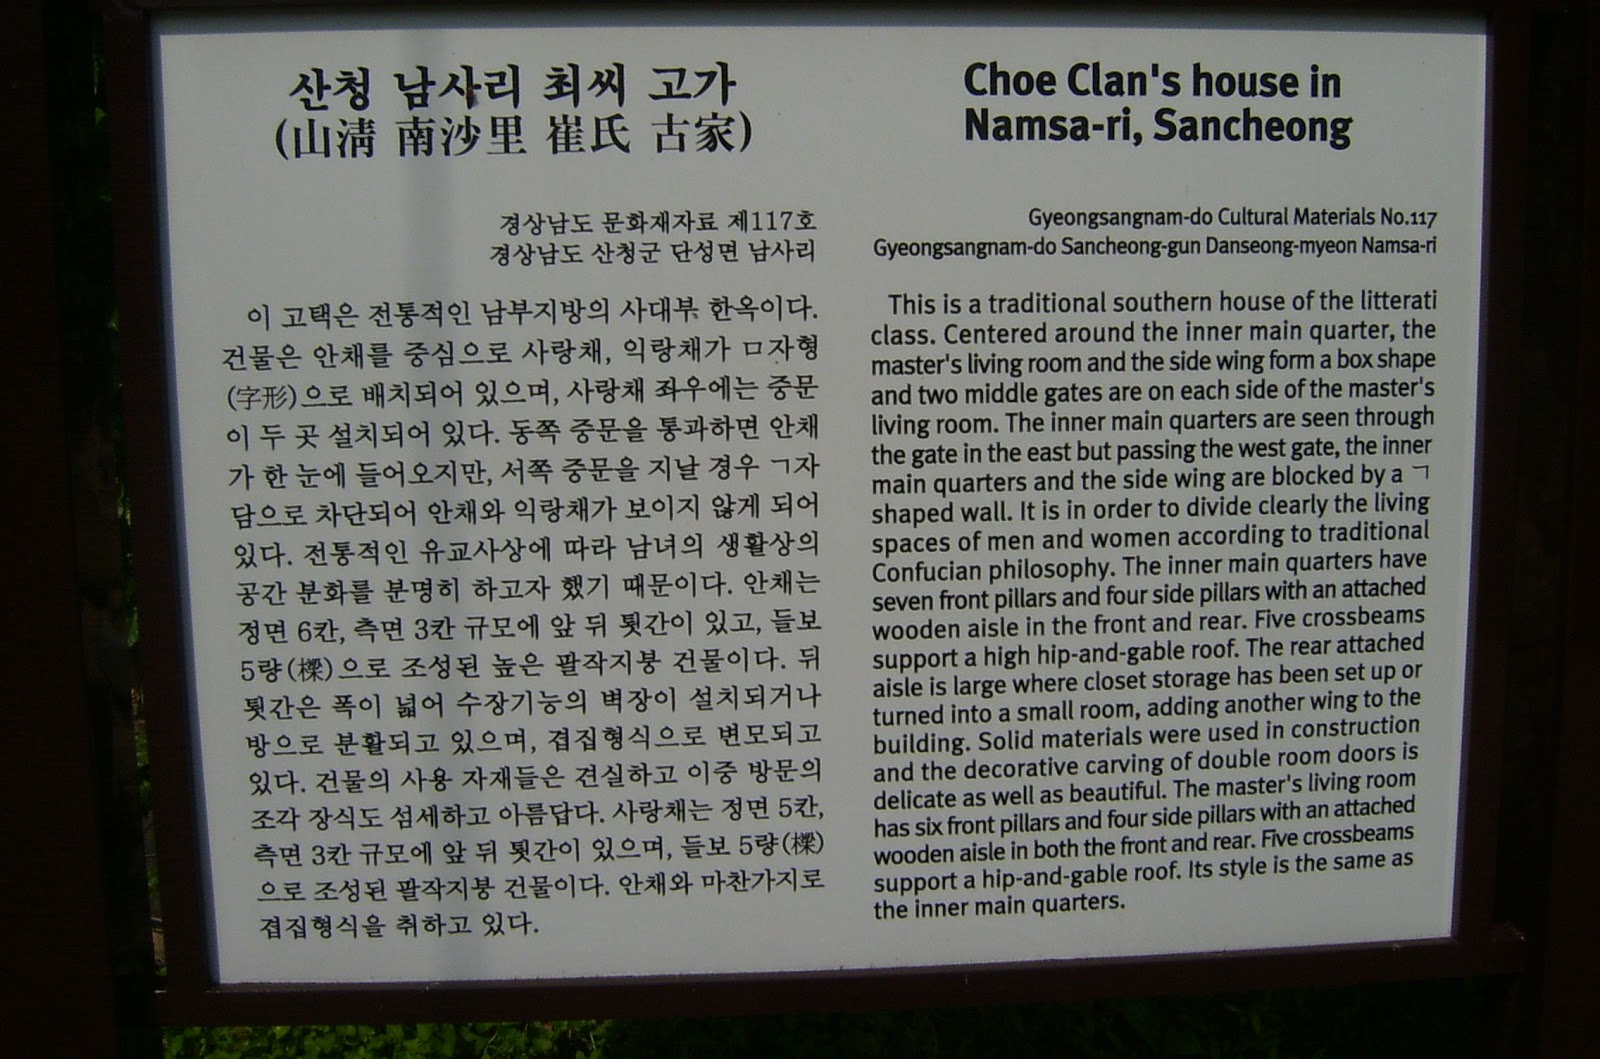 산청 남사리 최씨 고가
(山淸 南沙里 崔氏 古家)
경상남도 문화재자료 제117호
경상남도 산청군 단성면 남사리
이 고택은 전통적인 남부지방의 사대부 한옥이다.
건물은 안채를 중심으로 사랑채, 익랑채가 ㅁ자형
(字形)으로 배치되어 있으며, 사랑채 좌우에는 중문
이 두 곳 설치되어 있다. 동쪽 중문을 통과하면 안채
가 한 눈에 들어오지만, 서쪽 중문을 지날 경우 ㄱ자
담으로 차단되어 안채와 익랑채가 보이지 않게 되어
있다. 전통적인 유교사상에 따라 남녀의 생활상의
공간 분화를 분명히 하고자 했기 때문이다. 안채는
정면 6칸, 측면 3칸 규모에 앞 뒤 툇간이 있고, 들보
5량(樑)으로 조성된 높은 팔작지붕 건물이다. 뒤
툇간은 폭이 넓어 수장기능의 벽장이 설치되거나
방으로 분활되고 있으며, 겹집형식으로 변모되고
있다. 건물의 사용 자재들은 견실하고 이중 방문의
조각 장식도 섬세하고 아름답다. 사랑채는 정면 5칸,
측면 3칸 규모에 앞 뒤 툇간이 있으며, 들보 5량(樑)
으로 조성된 팔작지붕 건물이다. 안채와 마찬가지로
겹집형식을 취하고 있다.
Choe Clan's house in
Namsa-ri, Sancheong
Gyeongsangnam-do Cultural Materials No.117
Gyeongsangnam-do Sancheong-gun Danseong-myeon Namsa-ri
This is a traditional southern house of the litterati
class. Centered around the inner main quarter, the
master's living room and the side wing form a box shape
and two middle gates are on each side of the master's
living room. The inner main quarters are seen through
the gate in the east but passing the west gate, the inner
main quarters and the side wing are blocked by a ㄱ
shaped wall. It is in order to divide clearly the living
spaces of men and women according to traditional
Confucian philosophy. The inner main quarters have
seven front pillars and four side pillars with an attached
wooden aisle in the front and rear. Five crossbeams
support a high hip-and-gable roof. The rear attached
aisle is large where closet storage has been set up or
turned into a small room, adding another wing to the
building. Solid materials were used in construction
and the decorative carving of double room doors is
delicate as well as beautiful. The master's living room
has six front pillars and four side pillars with an attached
wooden aisle in both the front and rear. Five crossbeams
support a hip-and-gable roof. Its style is the same as
the inner main quarters.